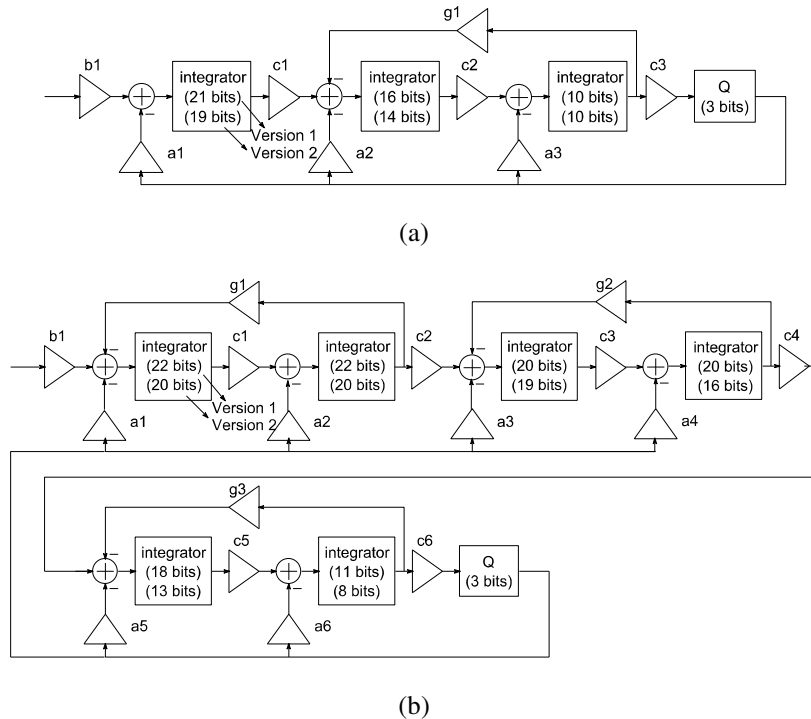 g1
b1
c1
c2
c3
integrator
(21 bits)
(19 bits)
integrator
(16 bits)
(14 bits)
integrator
(10 bits)
(10 bits)
Q
(3 bits)
Version 1
Version 2
a1
a2
a3
(a)
g1
g2
b1
c1
c2
c3
c4
integrator
(22 bits)
(20 bits)
integrator
(22 bits)
(20 bits)
integrator
(20 bits)
(19 bits)
integrator
(20 bits)
(16 bits)
Version 1
Version 2
a1
a2
a3
a4
g3
c5
c6
integrator
(18 bits)
(13 bits)
integrator
(11 bits)
(8 bits)
Q
(3 bits)
a5
a6
(b)